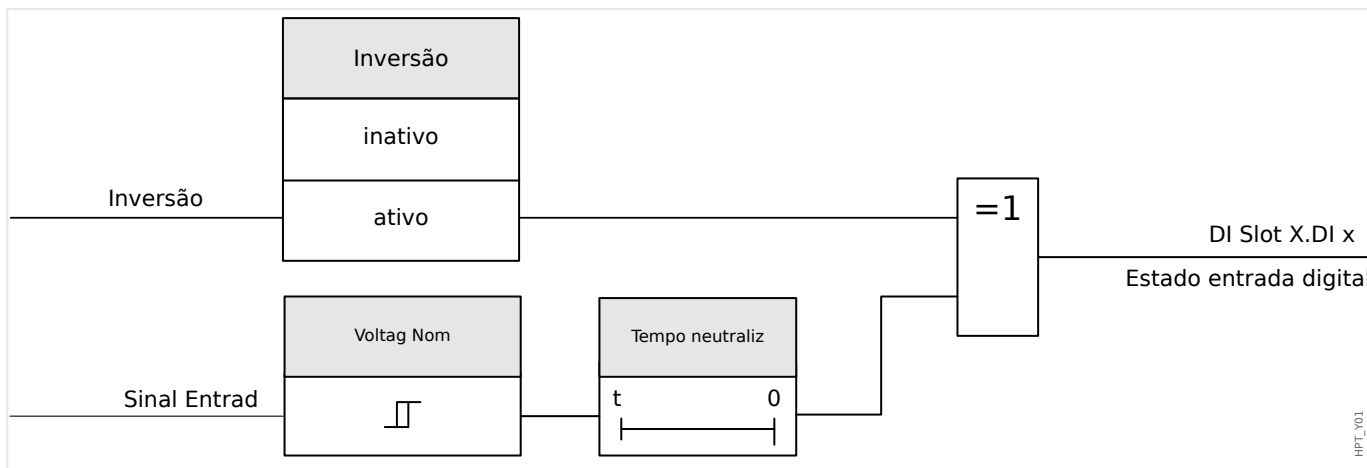 Inversão
inativo
Inversão
ativo
=1
DI Slot X.DI x
Estado entrada digital
Voltag Nom
Tempo neutraliz
Sinal Entrad
t
0
HPT_Y01